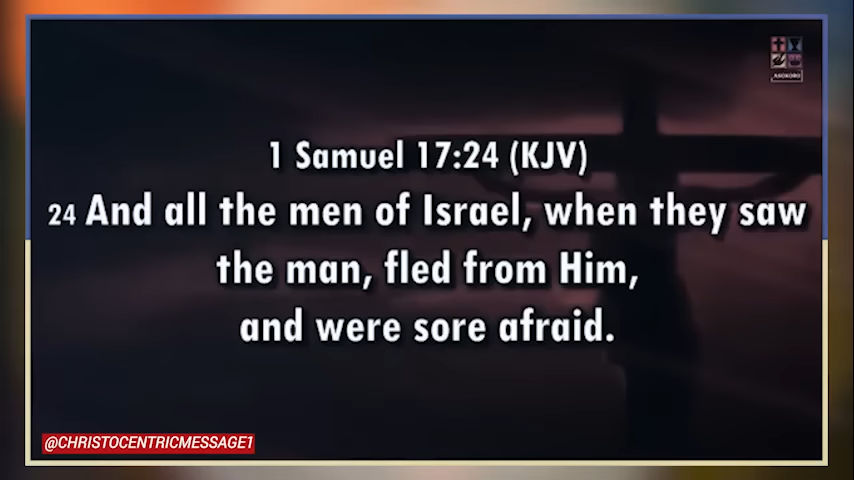 ASOKORO
1 Samuel 17:24 (KJV)
24 And all the men of Israel, when they saw
the man, fled from Him,
and were sore afraid.
@CHRISTOCENTRICMESSAGE1